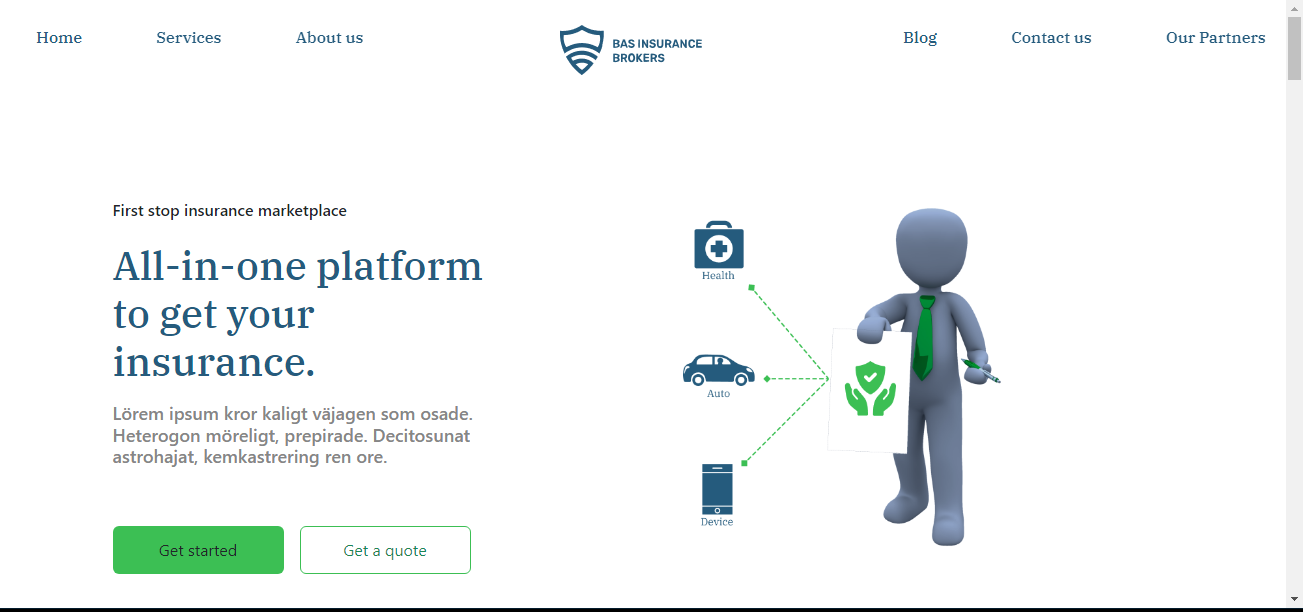 Home Services About us BAS INSURANCE BROKERS Blog Contact us Our Partners
First stop insurance marketplace
All-in-one platform
to get your
insurance.
Lörem ipsum kror kaligt väjagen som osade.
Heterogon möreligt, prepirade. Decitosunat
astrohajat, kemkastrering ren ore.
Get started Get a quote
Health
Auto
Device